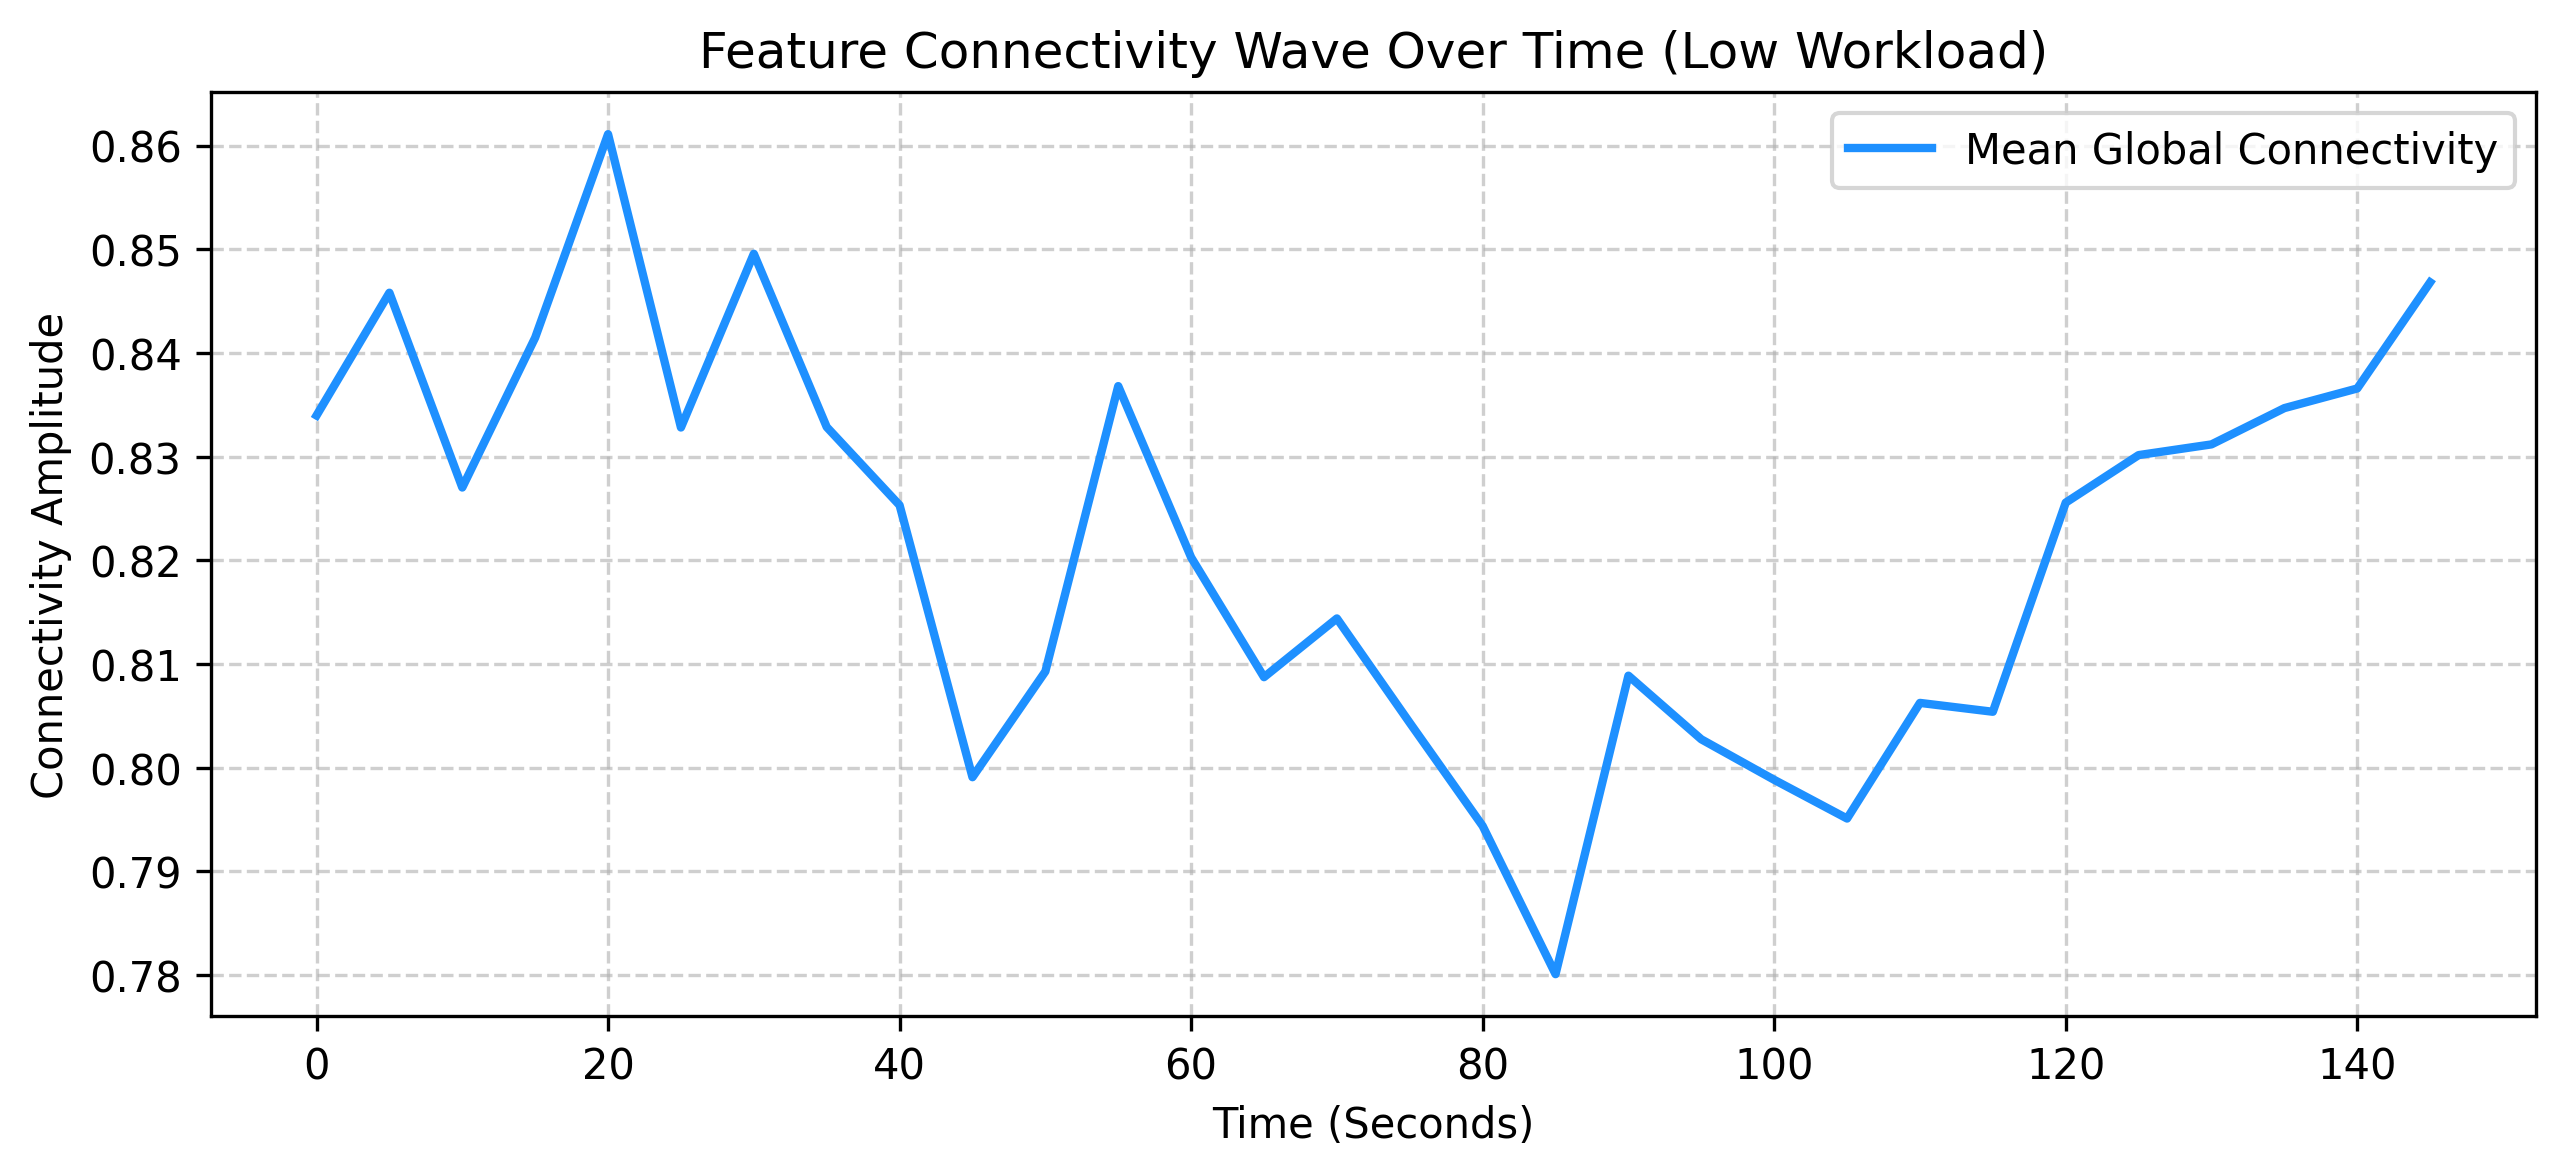 Feature Connectivity Wave Over Time (Low Workload)
Mean Global Connectivity
Connectivity Amplitude
0.86
0.85
0.84
0.83
0.82
0.81
0.80
0.79
0.78
0 20 40 60 80 100 120 140
Time (Seconds)